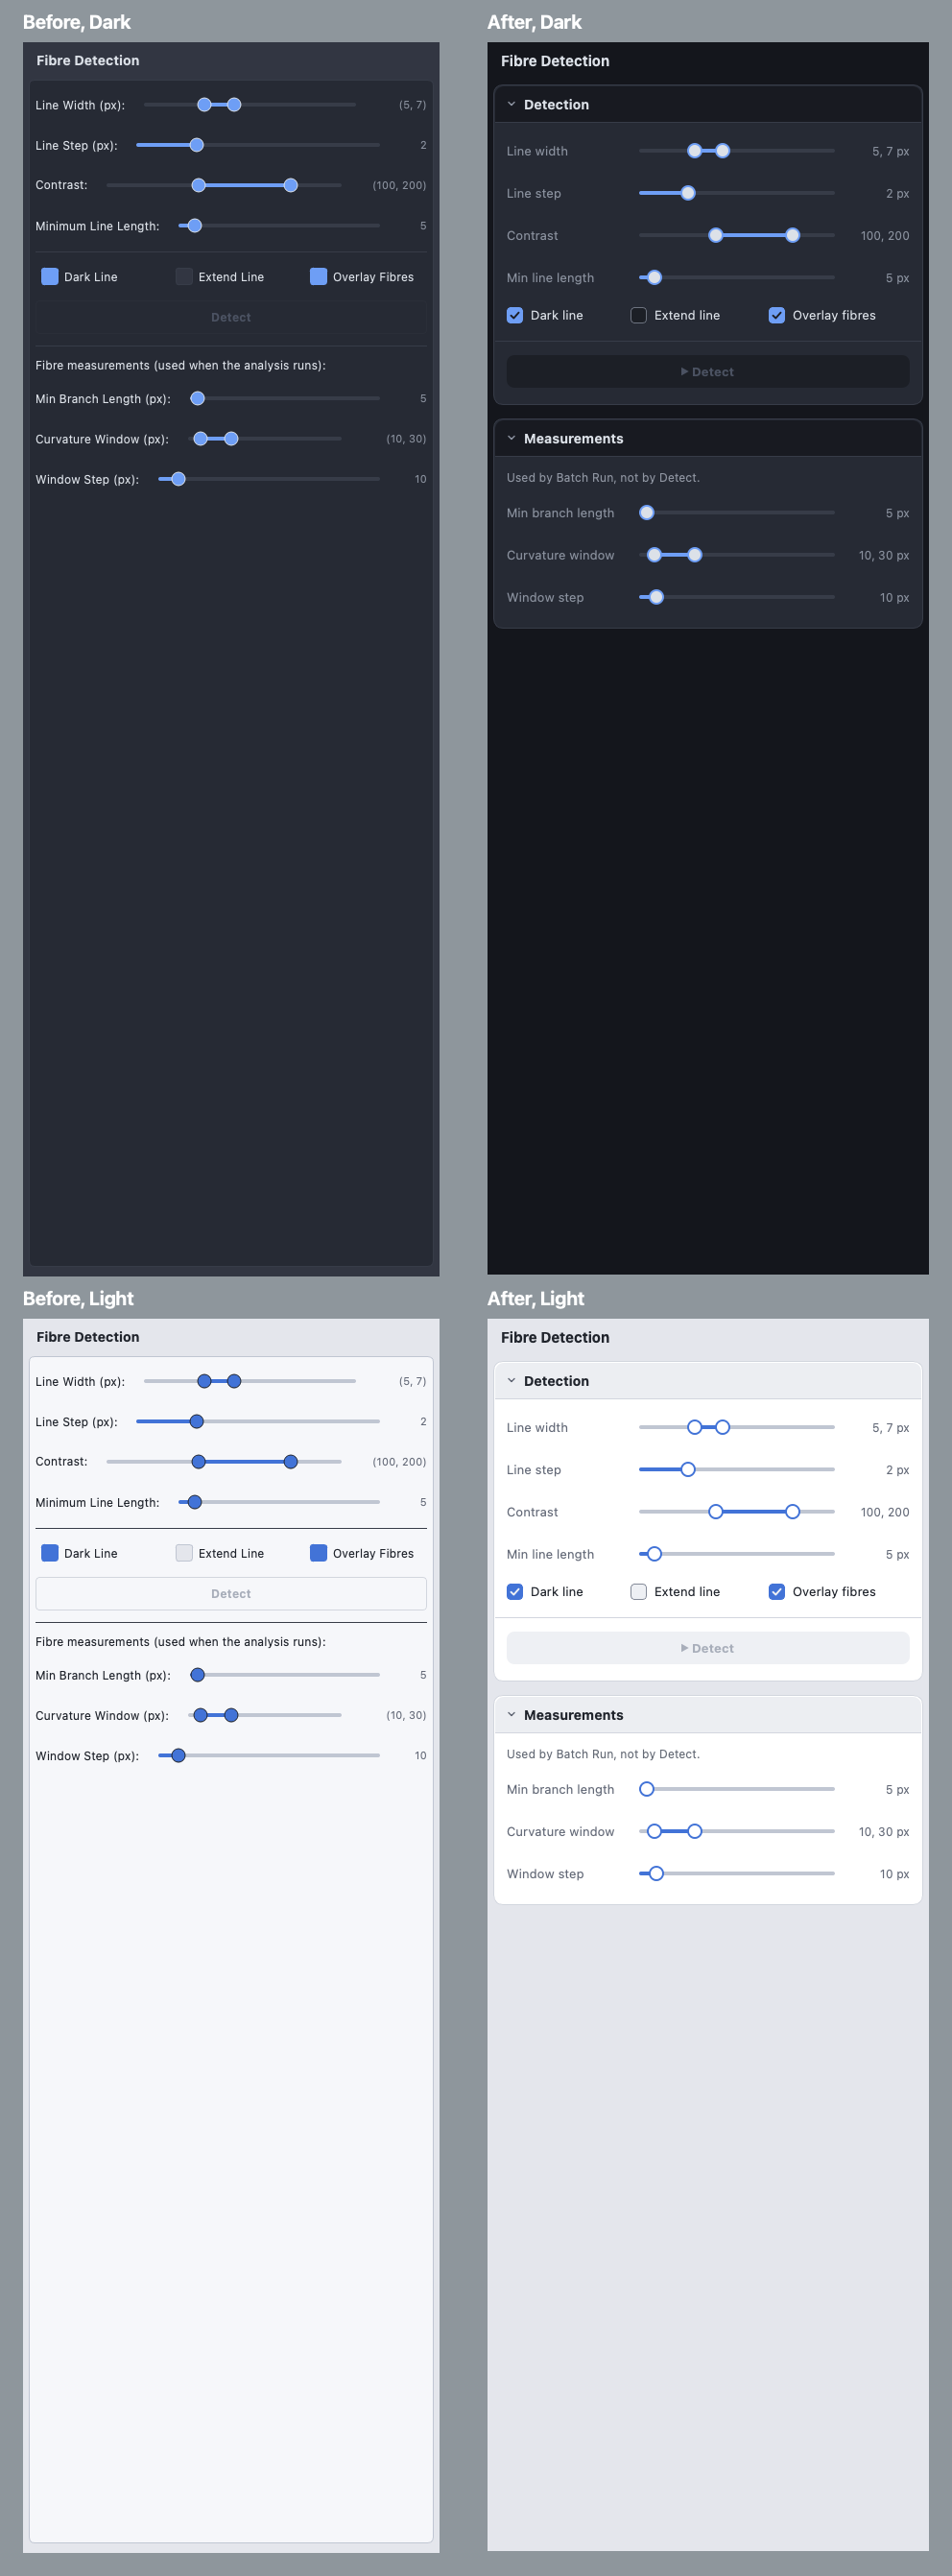 Before, Dark
Fibre Detection
Line Width (px):
(5, 7)
Line Step (px):
2
Contrast:
(100, 200)
Minimum Line Length:
5
Dark Line
Extend Line
Overlay Fibres
Detect
Fibre measurements (used when the analysis runs):
Min Branch Length (px):
5
Curvature Window (px):
(10, 30)
Window Step (px):
10
After, Dark
Fibre Detection
Detection
Line width
5, 7 px
Line step
2 px
Contrast
100, 200
Min line length
5 px
Dark line
Extend line
Overlay fibres
Detect
Measurements
Used by Batch Run, not by Detect.
Min branch length
5 px
Curvature window
10, 30 px
Window step
10 px
Before, Light
Fibre Detection
Line Width (px):
(5, 7)
Line Step (px):
2
Contrast:
(100, 200)
Minimum Line Length:
5
Dark Line
Extend Line
Overlay Fibres
Detect
Fibre measurements (used when the analysis runs):
Min Branch Length (px):
5
Curvature Window (px):
(10, 30)
Window Step (px):
10
After, Light
Fibre Detection
Detection
Line width
5, 7 px
Line step
2 px
Contrast
100, 200
Min line length
5 px
Dark line
Extend line
Overlay fibres
Detect
Measurements
Used by Batch Run, not by Detect.
Min branch length
5 px
Curvature window
10, 30 px
Window step
10 px